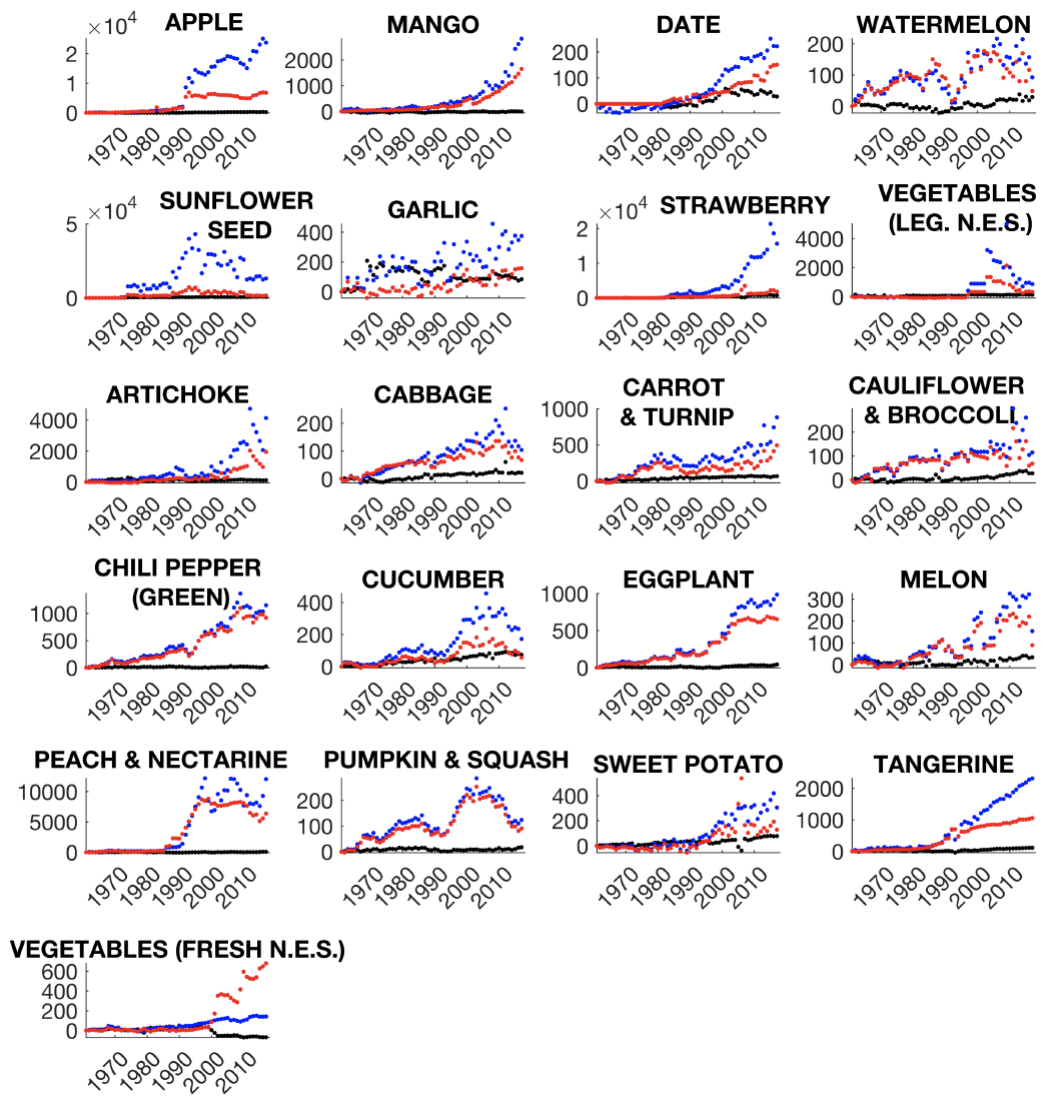 APPLE
MANGO
DATE
WATERMELON
×10⁴
2
1
0
1970 1980 1990 2000 2010
2000
1000
0
1970 1980 1990 2000 2010
200
100
0
1970 1980 1990 2000 2010
200
100
0
1970 1980 1990 2000 2010
SUNFLOWER
SEED
GARLIC
STRAWBERRY
VEGETABLES
(LEG. N.E.S.)
×10⁴
5
0
1970 1980 1990 2000 2010
400
200
0
1970 1980 1990 2000 2010
×10⁴
2
1
0
1970 1980 1990 2000 2010
4000
2000
0
1970 1980 1990 2000 2010
ARTICHOKE
CABBAGE
CARROT
& TURNIP
CAULIFLOWER
& BROCCOLI
4000
2000
0
1970 1980 1990 2000 2010
200
100
0
1970 1980 1990 2000 2010
1000
500
0
1970 1980 1990 2000 2010
200
100
0
1970 1980 1990 2000 2010
CHILI PEPPER
(GREEN)
CUCUMBER
EGGPLANT
MELON
1000
500
0
1970 1980 1990 2000 2010
400
200
0
1970 1980 1990 2000 2010
1000
500
0
1970 1980 1990 2000 2010
300
200
100
0
1970 1980 1990 2000 2010
PEACH & NECTARINE
PUMPKIN & SQUASH
SWEET POTATO
TANGERINE
10000
5000
0
1970 1980 1990 2000 2010
200
100
0
1970 1980 1990 2000 2010
400
200
0
1970 1980 1990 2000 2010
2000
1000
0
1970 1980 1990 2000 2010
VEGETABLES (FRESH N.E.S.)
600
400
200
0
1970 1980 1990 2000 2010